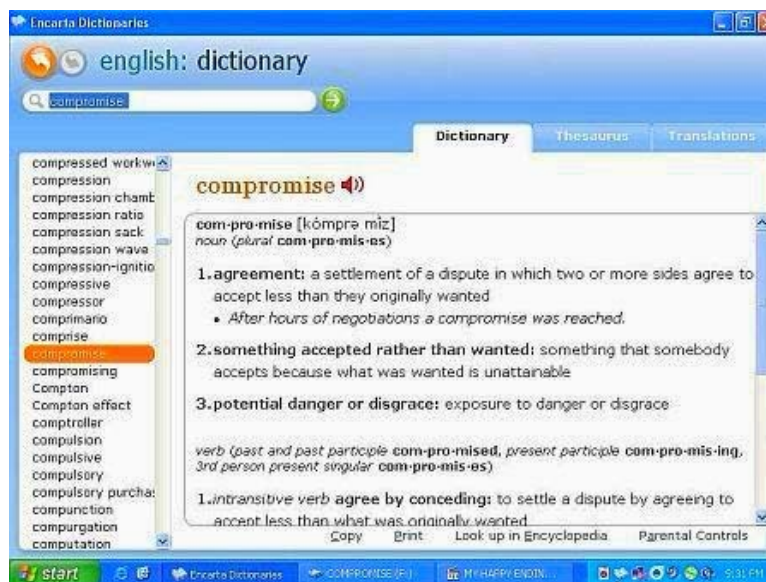 Encarta Dictionaries
english: dictionary
compromise
Dictionary Thesaurus Translations
compressed workw
compression
compression chamb
compression ratio
compression sack
compression wave
compression-ignitio
compressive
compressor
comprimario
comprise
compromise
compromising
Compton
Compton effect
comptroller
compulsion
compulsive
compulsory
compulsory purcha
compunction
compurgation
computation
compromise
com·pro·mise [kómprə mìz]
noun (plural com·pro·mis·es)
1.agreement: a settlement of a dispute in which two or more sides agree to
accept less than they originally wanted
• After hours of negotiations a compromise was reached.
2.something accepted rather than wanted: something that somebody
accepts because what was wanted is unattainable
3.potential danger or disgrace: exposure to danger or disgrace
verb (past and past participle com·pro·mised, present participle com·pro·mis·ing,
3rd person present singular com·pro·mis·es)
1.intransitive verb agree by conceding: to settle a dispute by agreeing to
accept less than what was originally wanted
Copy Print Look up in Encyclopedia Parental Controls
start Encarta Dictionaries COMPROMISE (F) MY HAPPY ENDIN... 9:31 PM